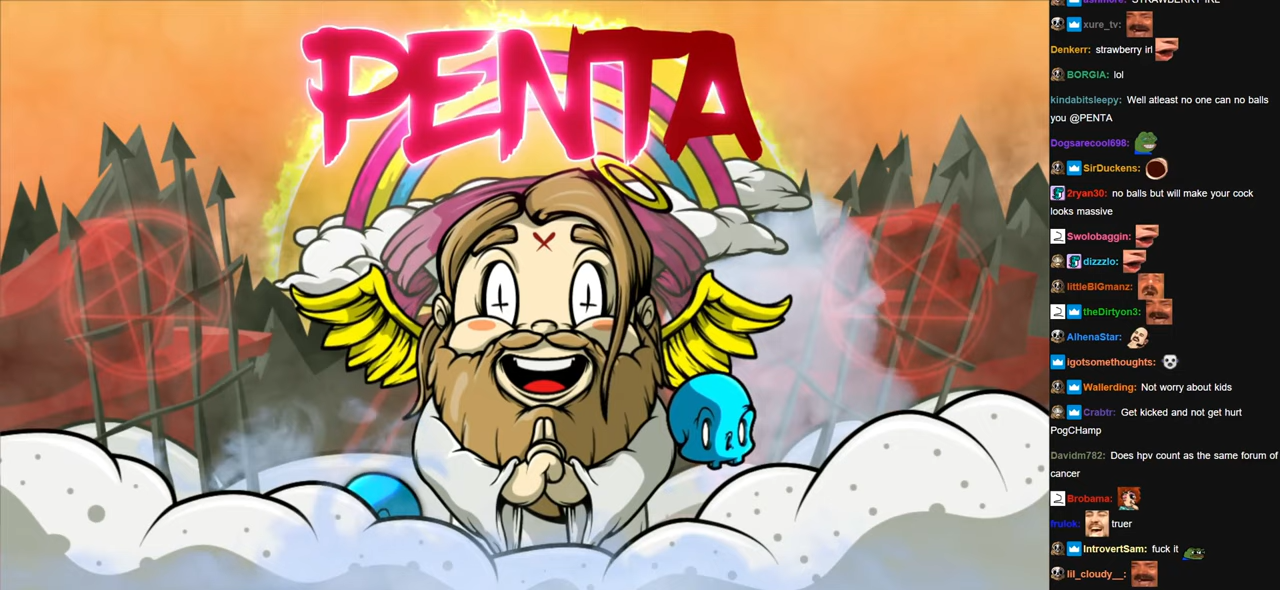 PENTA
ashmore: STRAWBERRY IRL
xure_tv:
Denkerr: strawberry irl
BORGIA: lol
kindabitsleepy: Well atleast no one can no balls
you @PENTA
Dogsarecool698:
SirDuckens:
2ryan30: no balls but will make your cock
looks massive
Swolobaggin:
dizzzlo:
littleBIGmanz:
theDirtyon3:
AlhenaStar:
igotsomethoughts:
Wallerding: Not worry about kids
Crabtr: Get kicked and not get hurt
PogCHamp
Davidm782: Does hpv count as the same forum of
cancer
Brobama:
frulok: truer
IntrovertSam: fuck it
lil_cloudy__: